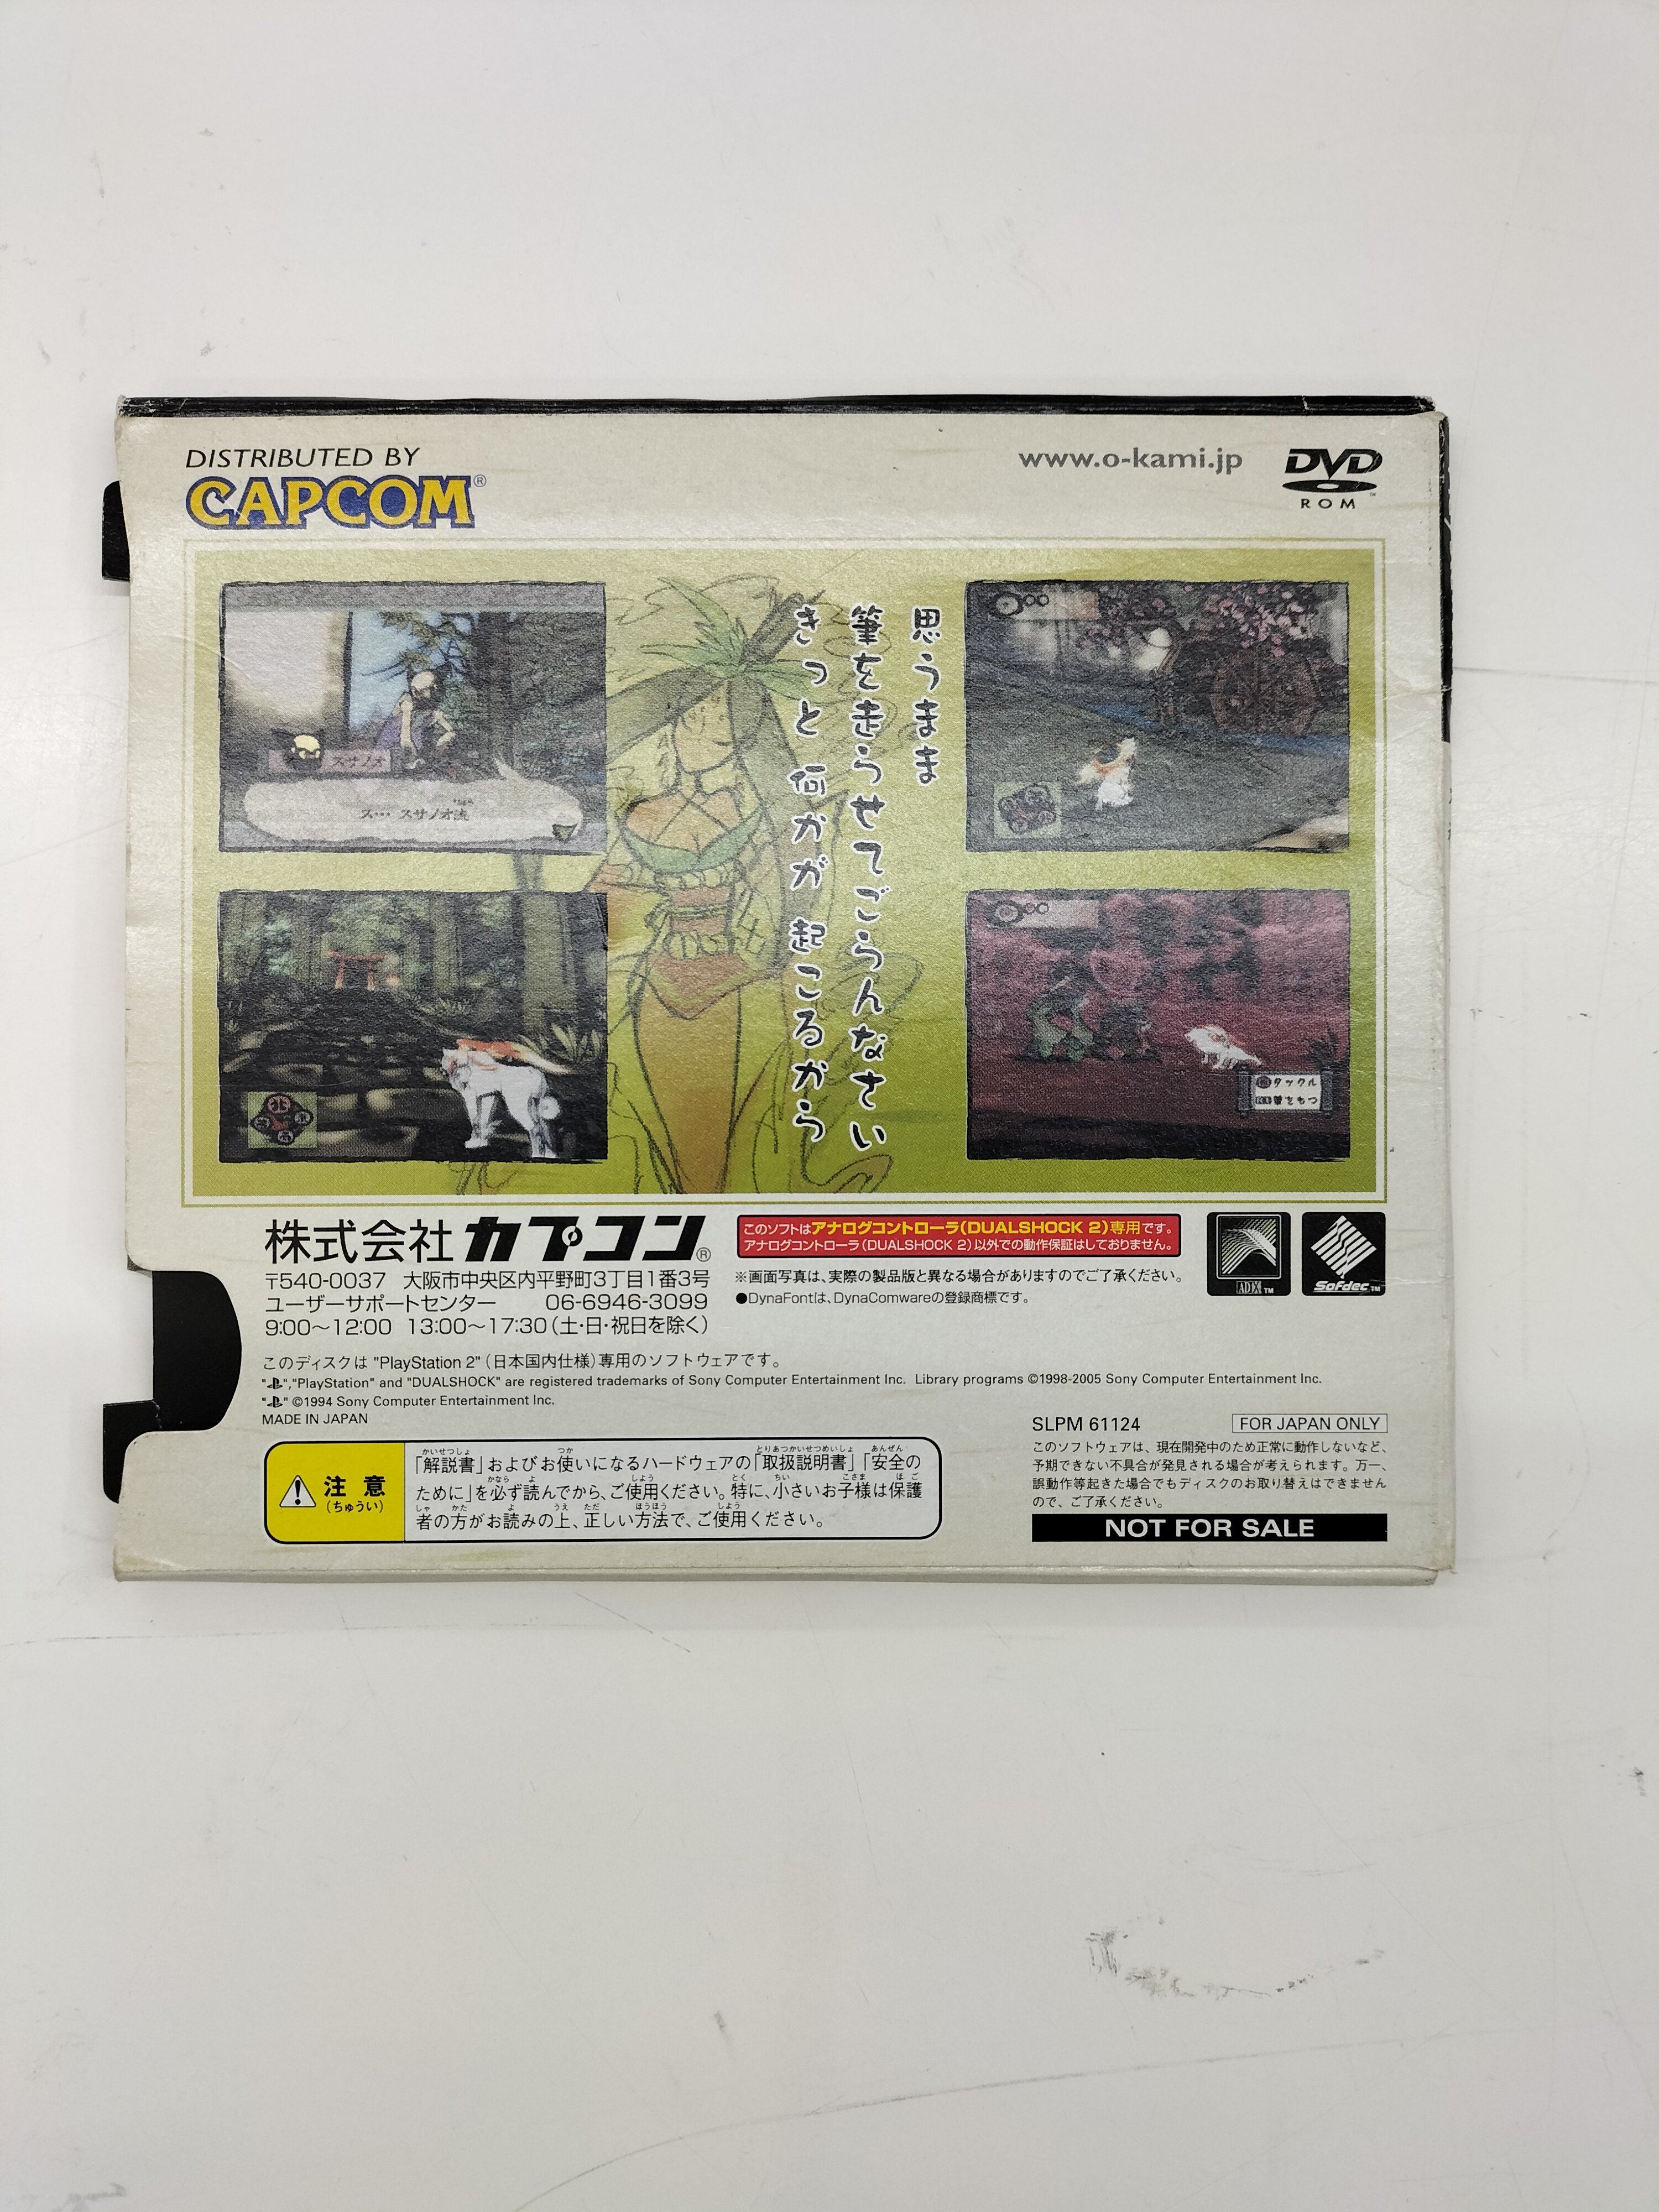 DISTRIBUTED BY
CAPCOM®
www.o-kami.jp
DVD
ROM
思うまま
筆を走らせてごらんなさい
きっと 何かが 起こるから
スサノオ
ス… スサノオ流
北
タックル
筆をもつ
株式会社カプコン®
〒540-0037 大阪市中央区内平野町3丁目1番3号
ユーザーサポートセンター 06-6946-3099
9:00～12:00 13:00～17:30(土・日・祝日を除く)
このソフトはアナログコントローラ(DUALSHOCK 2)専用です。
アナログコントローラ(DUALSHOCK 2)以外での動作保証はしておりません。
※画面写真は、実際の製品版と異なる場合がありますのでご了承ください。
●DynaFontは、DynaComwareの登録商標です。
ADX™
Sofdec™
このディスクは "PlayStation 2"(日本国内仕様)専用のソフトウェアです。
" ","PlayStation" and "DUALSHOCK" are registered trademarks of Sony Computer Entertainment Inc. Library programs ©1998-2005 Sony Computer Entertainment Inc.
" " ©1994 Sony Computer Entertainment Inc.
MADE IN JAPAN
注意
(ちゅうい)
「解説書」およびお使いになるハードウェアの「取扱説明書」「安全の
ために」を必ず読んでから、ご使用ください。特に、小さいお子様は保護
者の方がお読みの上、正しい方法で、ご使用ください。
SLPM 61124 FOR JAPAN ONLY
このソフトウェアは、現在開発中のため正常に動作しないなど、
予期できない不具合が発見される場合が考えられます。万一、
誤動作等起きた場合でもディスクのお取り替えはできません
ので、ご了承ください。
NOT FOR SALE